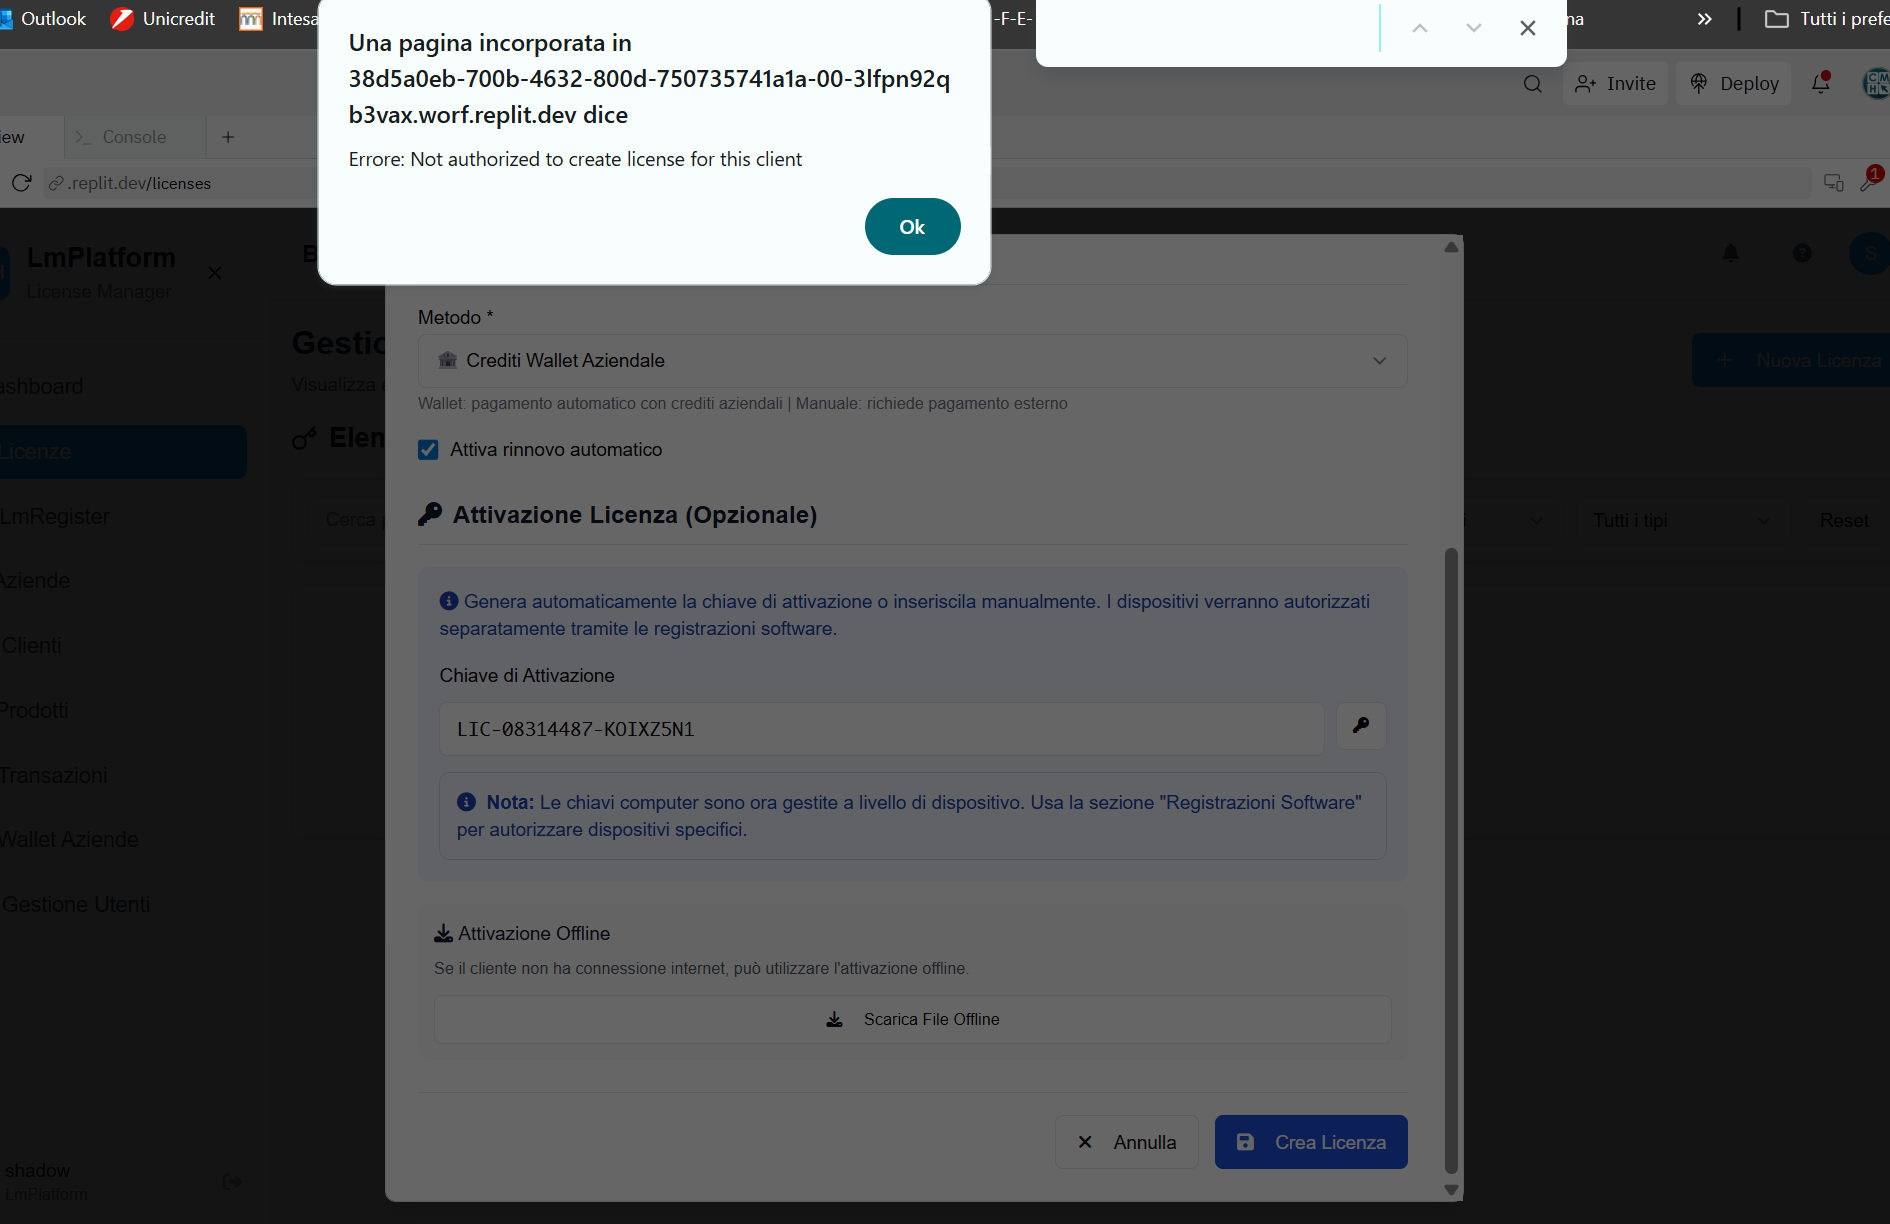 Outlook
Unicredit
Intesa
-F-E-
na
Tutti i prefe
Una pagina incorporata in
38d5a0eb-700b-4632-800d-750735741a1a-00-3lfpn92q
b3vax.worf.replit.dev dice
Errore: Not authorized to create license for this client
Ok
Invite
Deploy
iew
Console
.replit.dev/licenses
1
LmPlatform
License Manager
S
Gestio
Visualizza e
Nuova Licenza
Elen
Cerca p
Tutti i tipi
Reset
ashboard
Licenze
LmRegister
Aziende
Clienti
Prodotti
Transazioni
Wallet Aziende
Gestione Utenti
shadow
LmPlatform
Metodo *
Crediti Wallet Aziendale
Wallet: pagamento automatico con crediti aziendali | Manuale: richiede pagamento esterno
Attiva rinnovo automatico
Attivazione Licenza (Opzionale)
Genera automaticamente la chiave di attivazione o inseriscila manualmente. I dispositivi verranno autorizzati
separatamente tramite le registrazioni software.
Chiave di Attivazione
LIC-08314487-KOIXZ5N1
Nota: Le chiavi computer sono ora gestite a livello di dispositivo. Usa la sezione "Registrazioni Software"
per autorizzare dispositivi specifici.
Attivazione Offline
Se il cliente non ha connessione internet, può utilizzare l'attivazione offline.
Scarica File Offline
Annulla
Crea Licenza